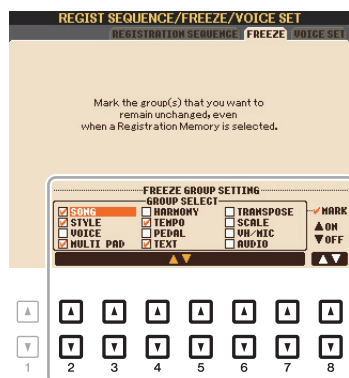 REGIST SEQUENCE/FREEZE/VOICE SET
REGISTRATION SEQUENCE FREEZE VOICE SET
Mark the group(s) that you want to
remain unchanged, even
when a Registration Memory is selected.
FREEZE GROUP SETTING
GROUP SELECT
SONG HARMONY TRANSPOSE MARK
STYLE TEMPO SCALE ▲ON
VOICE PEDAL VH/MIC ▼OFF
MULTI PAD TEXT AUDIO
1 2 3 4 5 6 7 8